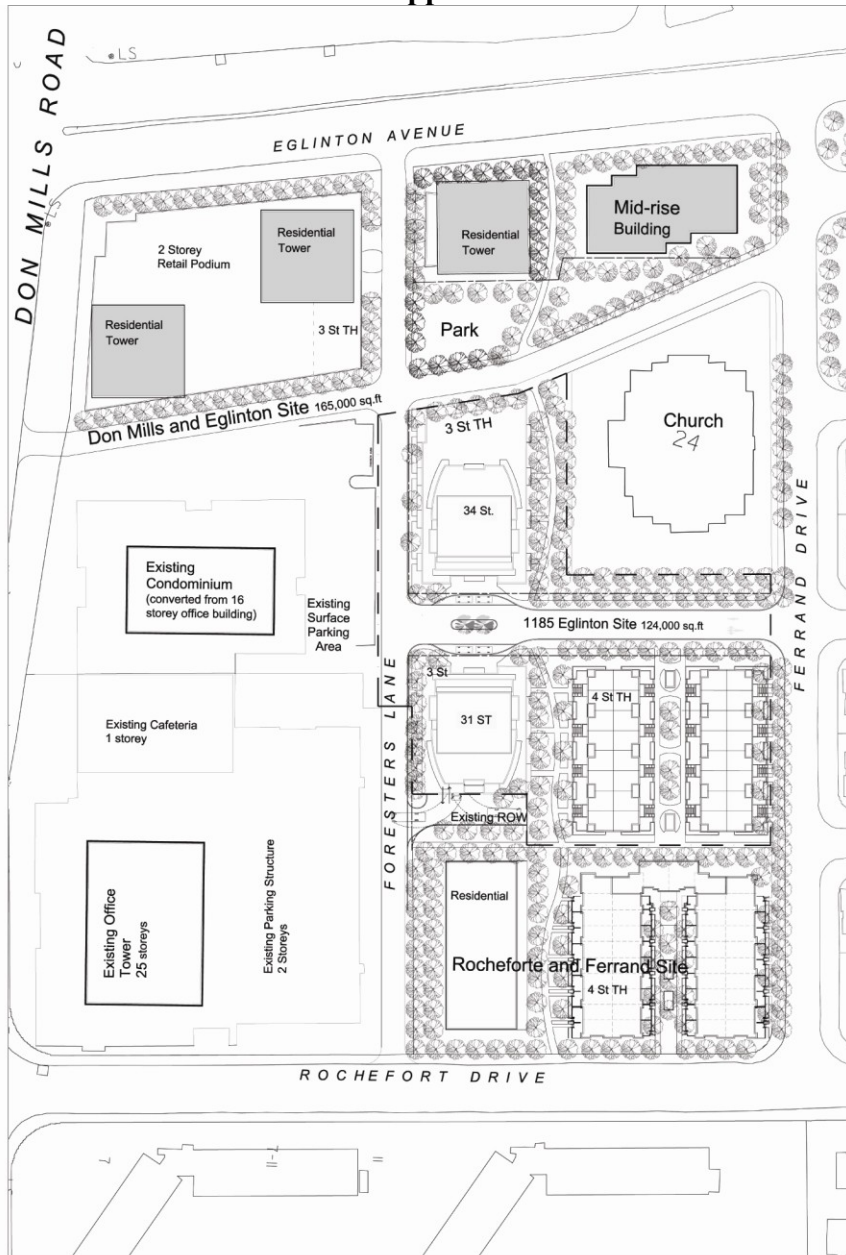 LS
DON MILLS ROAD
LS
EGLINTON AVENUE
Residential
Tower
2 Storey
Retail Podium
Residential
Tower
3 St TH
Residential
Tower
Mid-rise
Building
Park
Don Mills and Eglinton Site 165,000 sq.ft
3 St TH
Church
24
34 St.
Existing
Condominium
(converted from 16
storey office building)
Existing
Surface
Parking
Area
1185 Eglinton Site 124,000 sq.ft
FERRAND DRIVE
FORESTERS LANE
3 St
31 ST
4 St TH
Existing Cafeteria
1 storey
Existing ROW
Existing Office
Tower
25 storeys
Existing Parking Structure
2 Storeys
Residential
Rocheforte and Ferrand Site
4 St TH
ROCHEFORT DRIVE